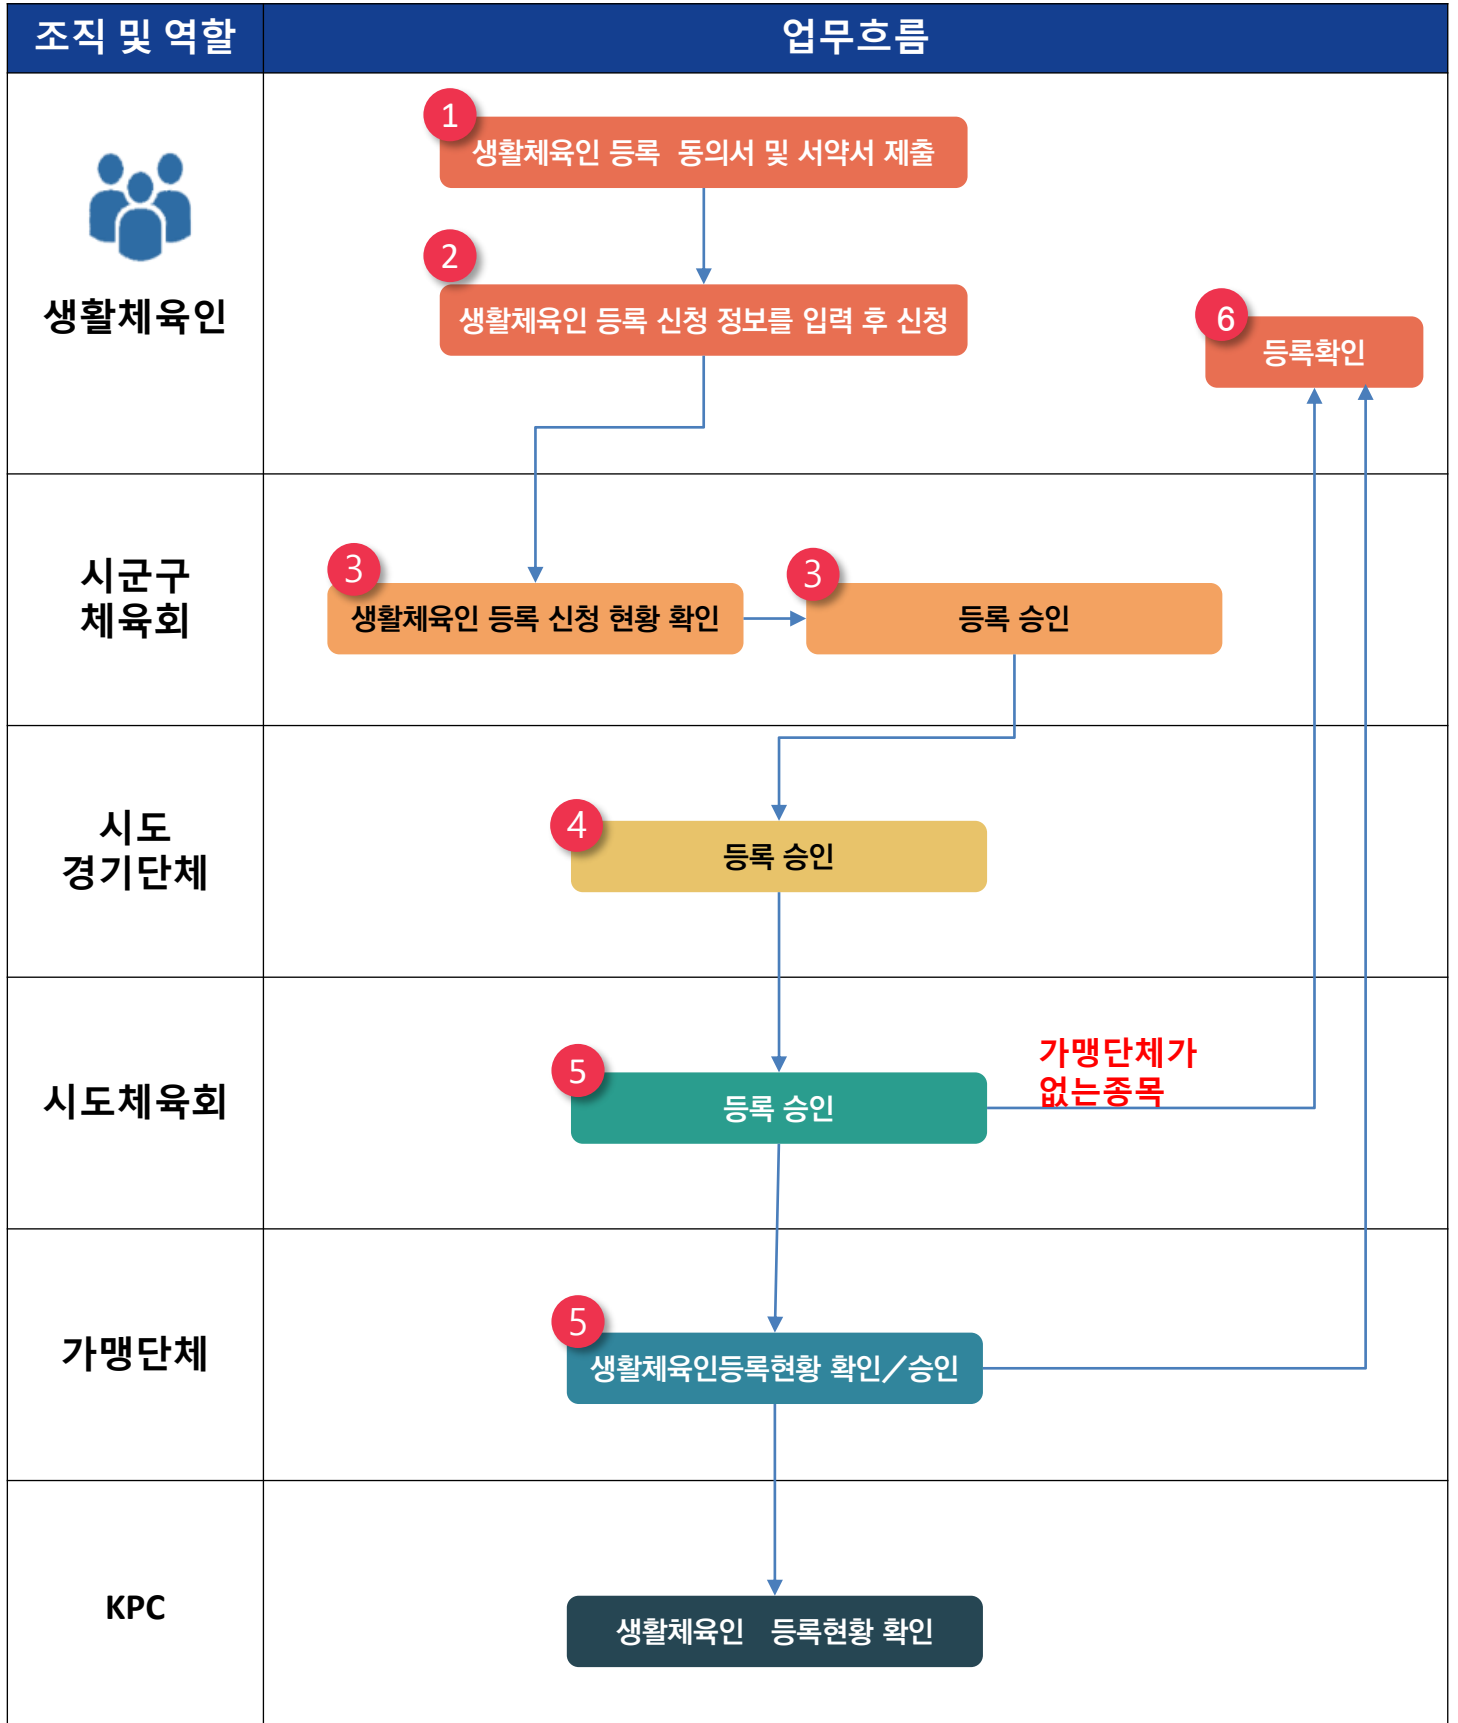 조직 및 역할
업무흐름
생활체육인
1
생활체육인 등록 동의서 및 서약서 제출
2
생활체육인 등록 신청 정보를 입력 후 신청
6
등록확인
시군구
체육회
3
생활체육인 등록 신청 현황 확인
3
등록 승인
시도
경기단체
4
등록 승인
시도체육회
5
등록 승인
가맹단체가
없는종목
가맹단체
5
생활체육인등록현황 확인/승인
KPC
생활체육인 등록현황 확인